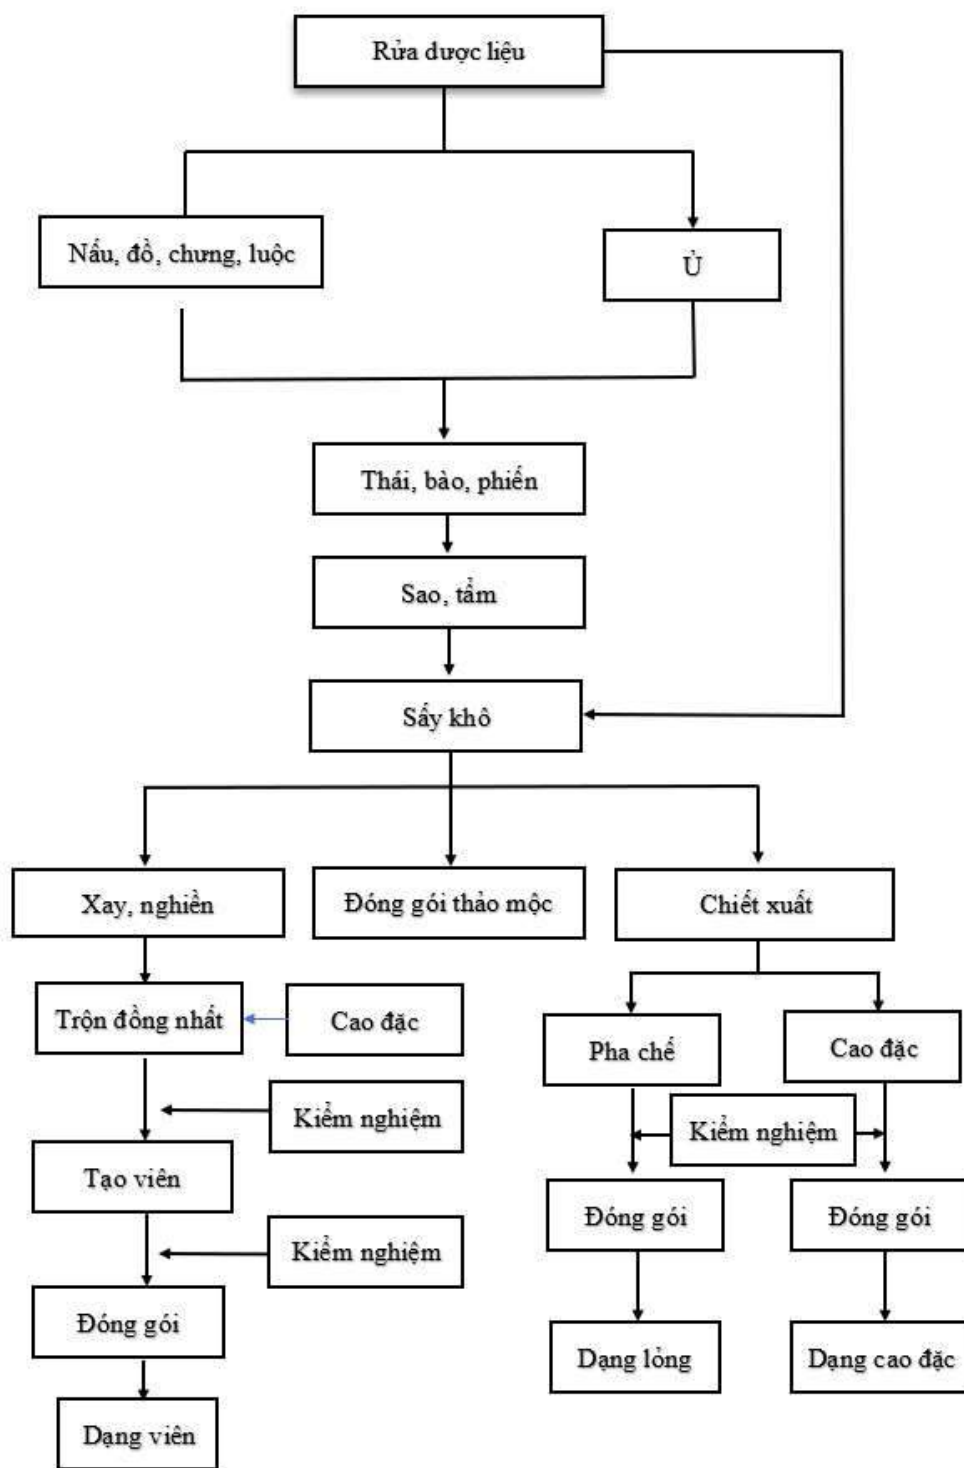 Rửa dược liệu
Nấu, đồ, chưng, luộc
Ủ
Thái, bào, phiến
Sao, tẩm
Sấy khô
Xay, nghiền
Đóng gói thảo mộc
Chiết xuất
Trộn đồng nhất
Cao đặc
Pha chế
Cao đặc
Kiểm nghiệm
Kiểm nghiệm
Tạo viên
Đóng gói
Đóng gói
Kiểm nghiệm
Đóng gói
Dạng lỏng
Dạng cao đặc
Dạng viên